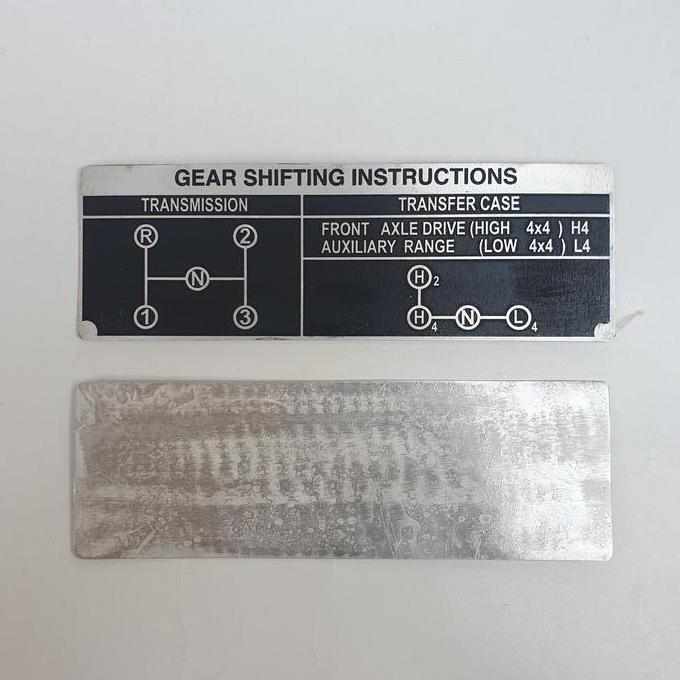 GEAR SHIFTING INSTRUCTIONS
TRANSMISSION
R 2
N
1 3
TRANSFER CASE
FRONT AXLE DRIVE (HIGH 4x4 ) H4
AUXILIARY RANGE (LOW 4x4 ) L4
H2
H4 N L4